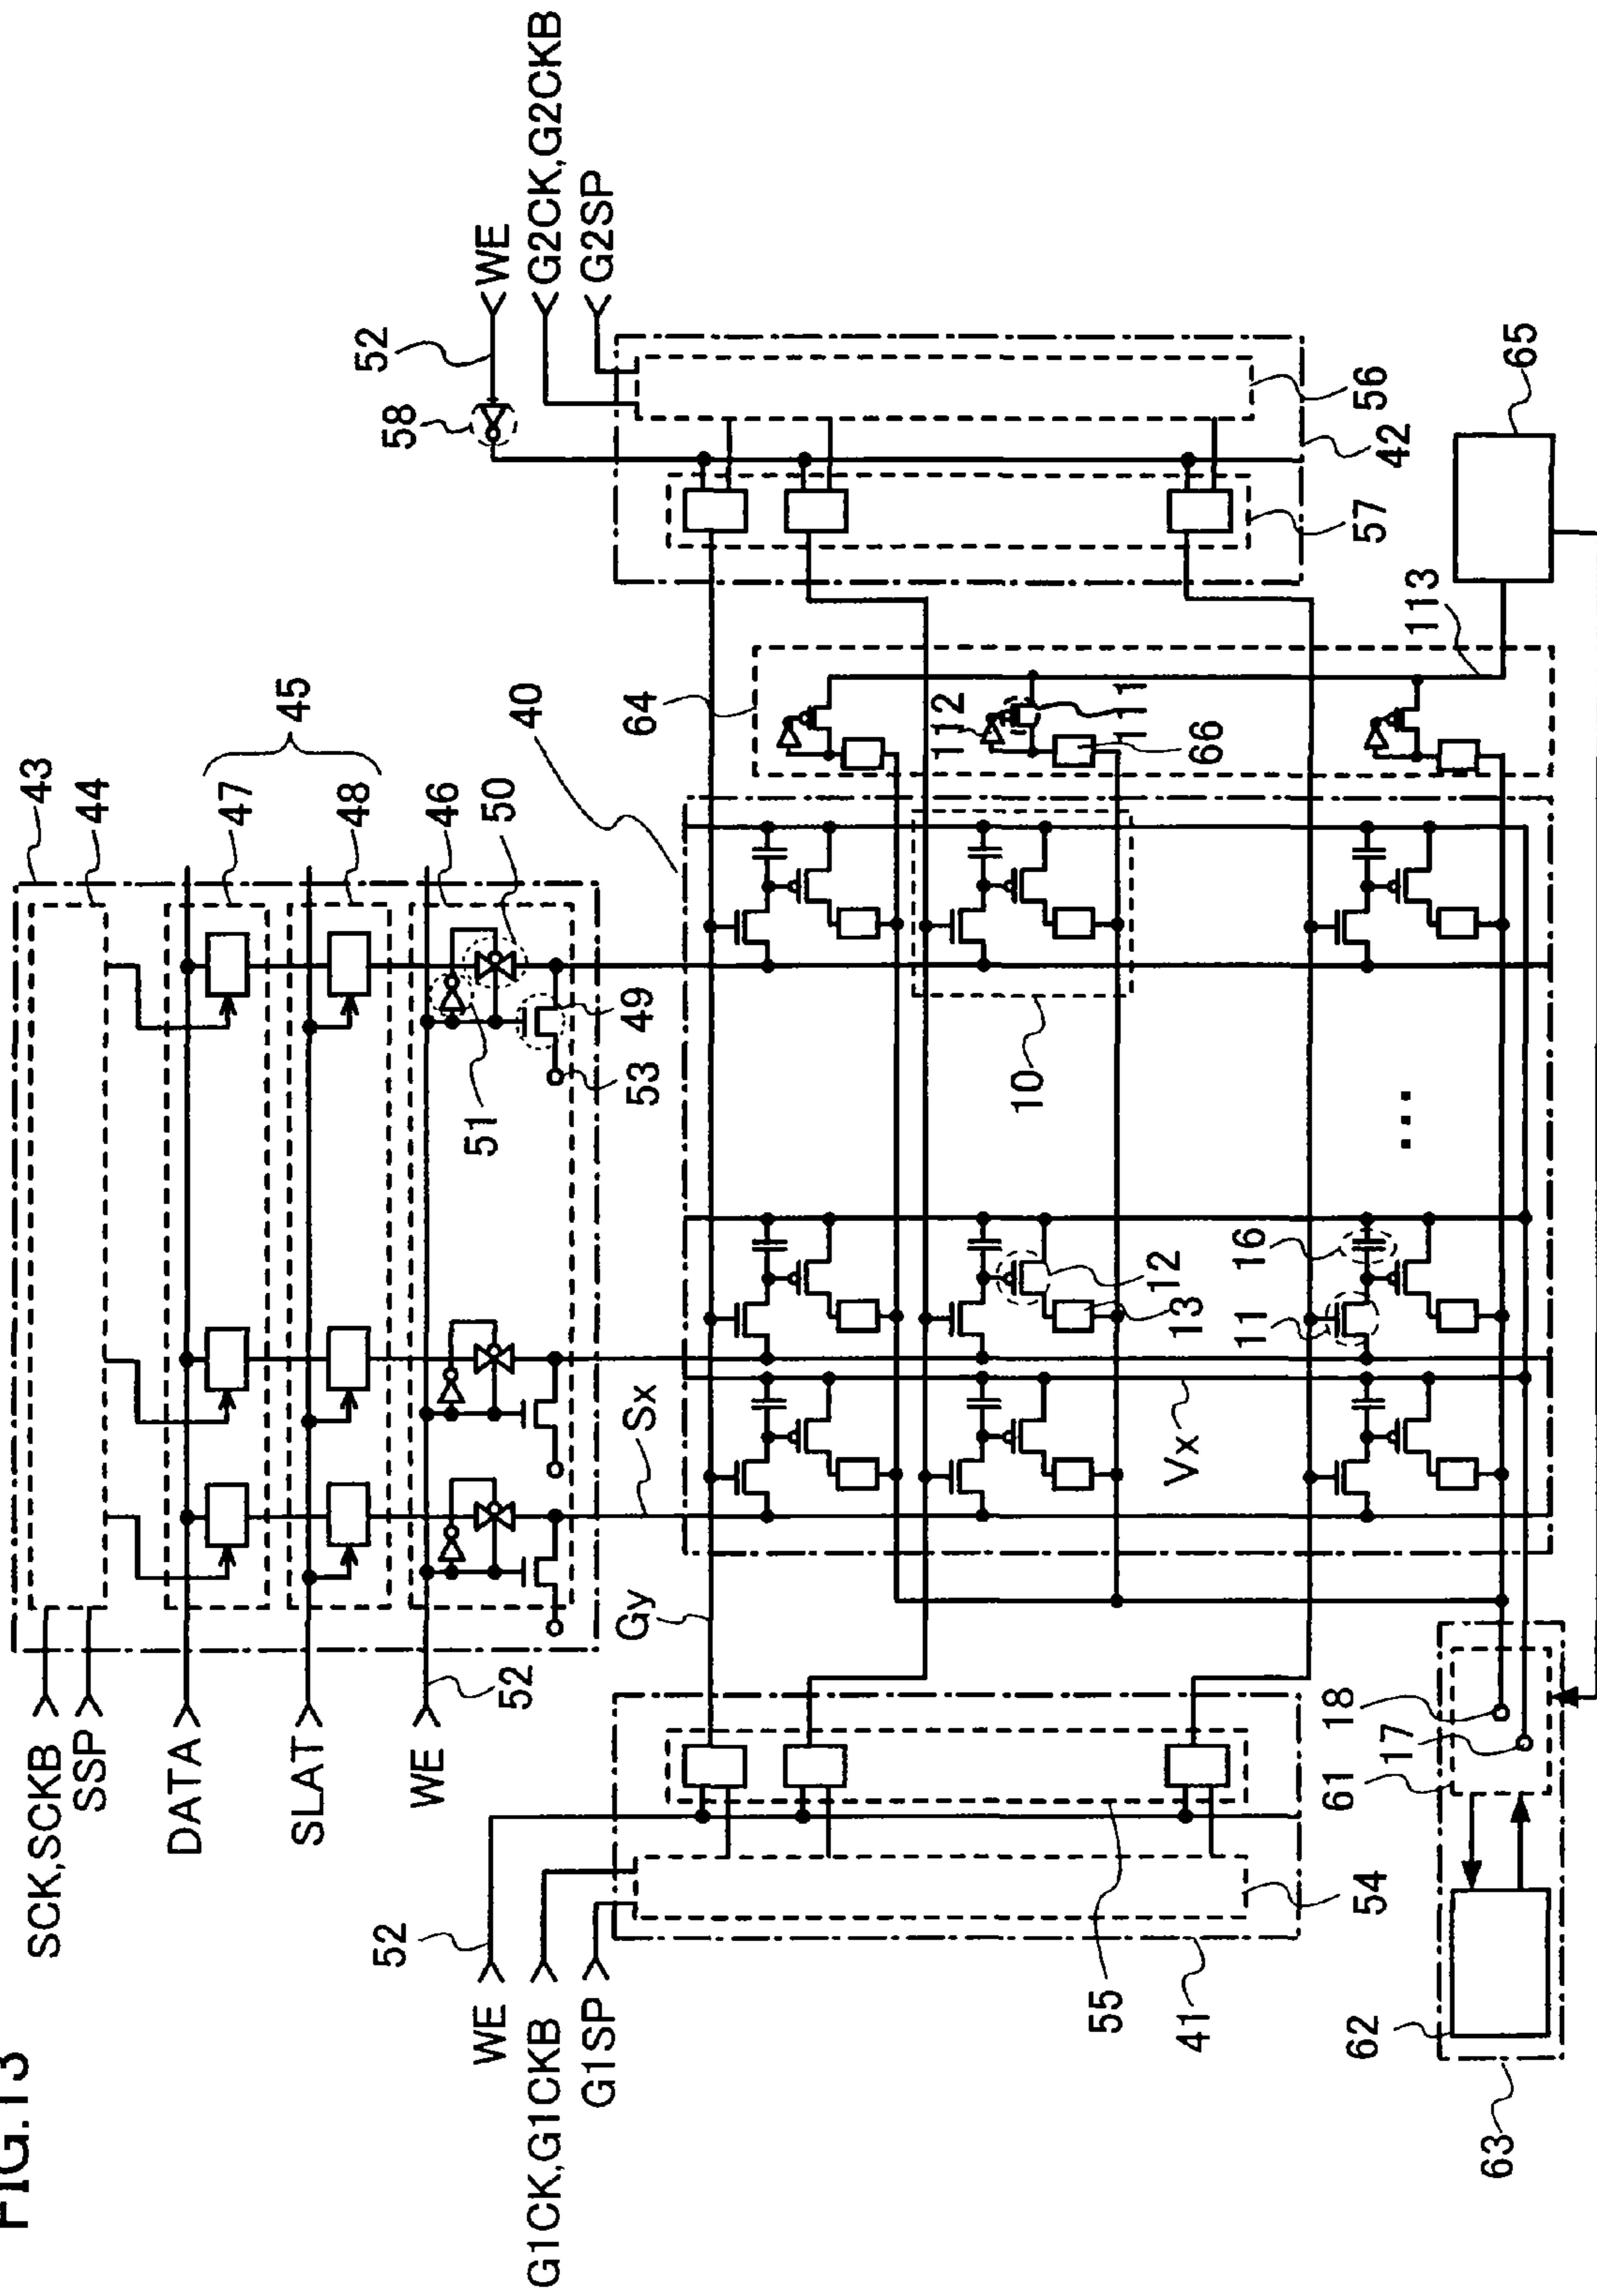 FIG.13
SCK,SCKB
SSP
DATA
SLAT
WE
52
43
44
45
47
48
46
50
51
49
53
40
64
52
58
WE
G2CK,G2CKB
G2SP
WE
52
G1CK,G1CKB
G1SP
Gy
Sx
Vx
10
112
111
66
113
56
42
57
65
12
13
16
11
55
41
54
18
17
61
62
63
...